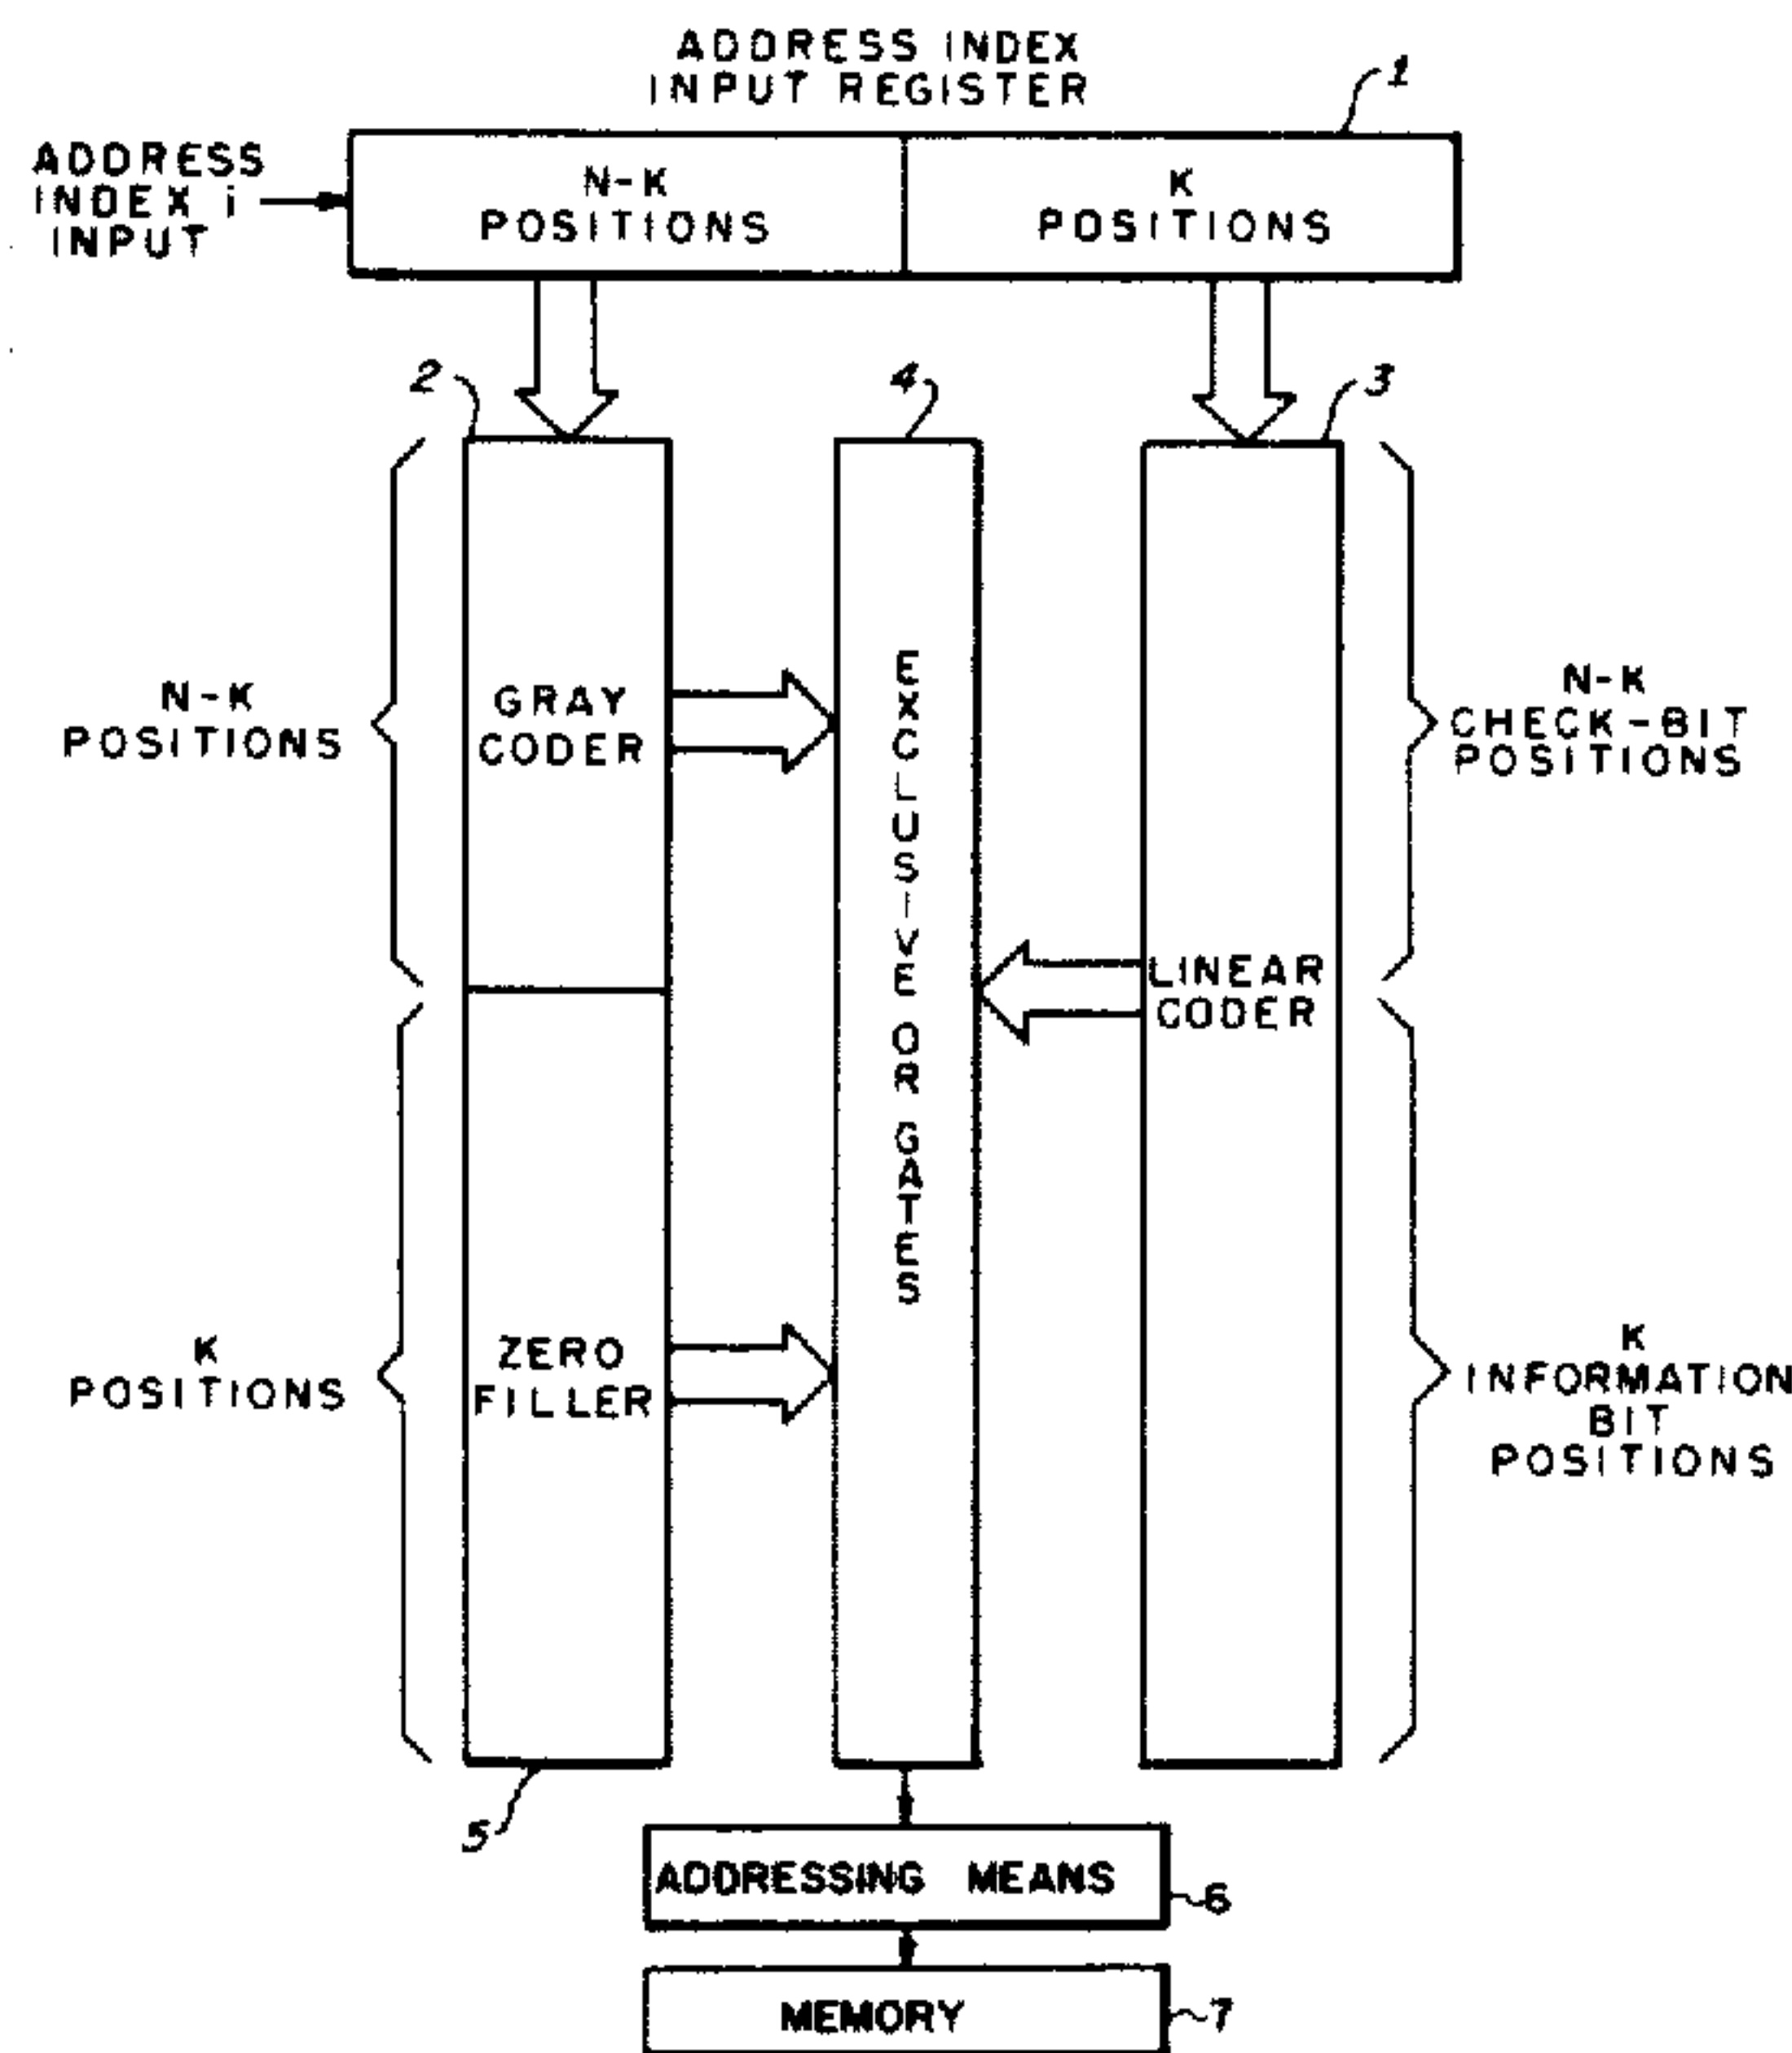 ADDRESS INDEX
INPUT REGISTER
1
ADDRESS
INDEX i
INPUT
N-K
POSITIONS
K
POSITIONS
2
4
3
N-K
POSITIONS
GRAY
CODER
EXCLUSIVE OR GATES
LINEAR
CODER
N-K
CHECK-BIT
POSITIONS
K
POSITIONS
ZERO
FILLER
K
INFORMATION
BIT
POSITIONS
5
ADDRESSING MEANS
6
MEMORY
7